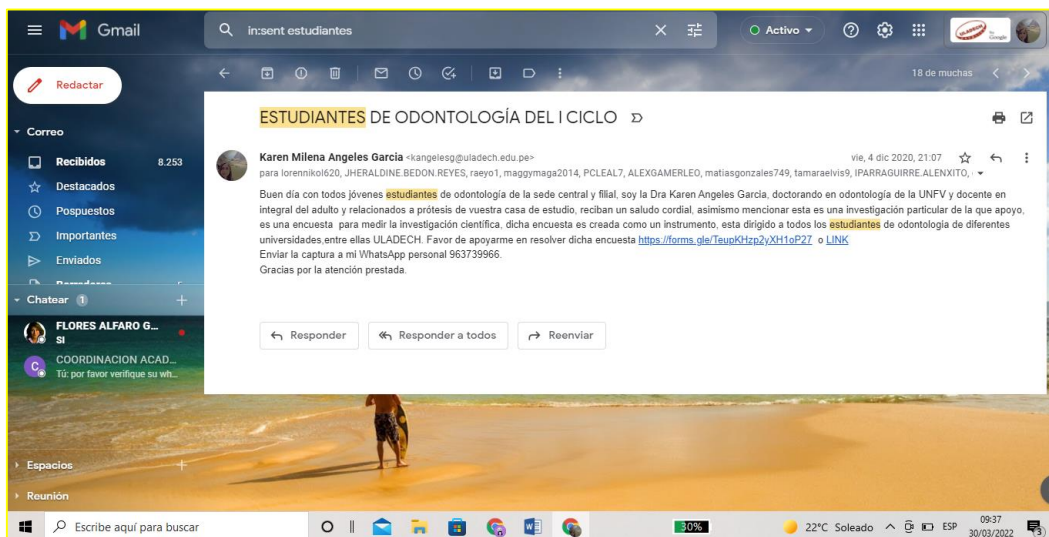 Gmail
in:sent estudiantes
Activo
Google
Redactar
18 de muchas
Correo
Recibidos 8.253
Destacados
Pospuestos
Importantes
Enviados
Chatear 1
FLORES ALFARO G...
SI
COORDINACION ACAD...
Tú: por favor verifique su wh...
Espacios
Reunión
ESTUDIANTES DE ODONTOLOGÍA DEL I CICLO
Karen Milena Angeles Garcia <kangelesg@uladech.edu.pe>
vie, 4 dic 2020, 21:07
para lorennikol620, JHERALDINE.BEDON.REYES, raeyo1, maggymaga2014, PCLEAL7, ALEXGAMERLEO, matiasgonzales749, tamaraelvis9, IPARRAGUIRRE.ALENXITO,
Buen día con todos jóvenes estudiantes de odontología de la sede central y filial, soy la Dra Karen Angeles Garcia, doctorando en odontología de la UNFV y docente en
integral del adulto y relacionados a prótesis de vuestra casa de estudio, reciban un saludo cordial, asimismo mencionar esta es una investigación particular de la que apoyo,
es una encuesta para medir la investigación científica, dicha encuesta es creada como un instrumento, esta dirigido a todos los estudiantes de odontologia de diferentes
universidades,entre ellas ULADECH. Favor de apoyarme en resolver dicha encuesta https://forms.gle/TeupKHzp2yXH1oP27 o LINK
Enviar la captura a mi WhatsApp personal 963739966.
Gracias por la atención prestada.
Responder
Responder a todos
Reenviar
Escribe aquí para buscar
30%
22°C Soleado
ESP
09:37
30/03/2022